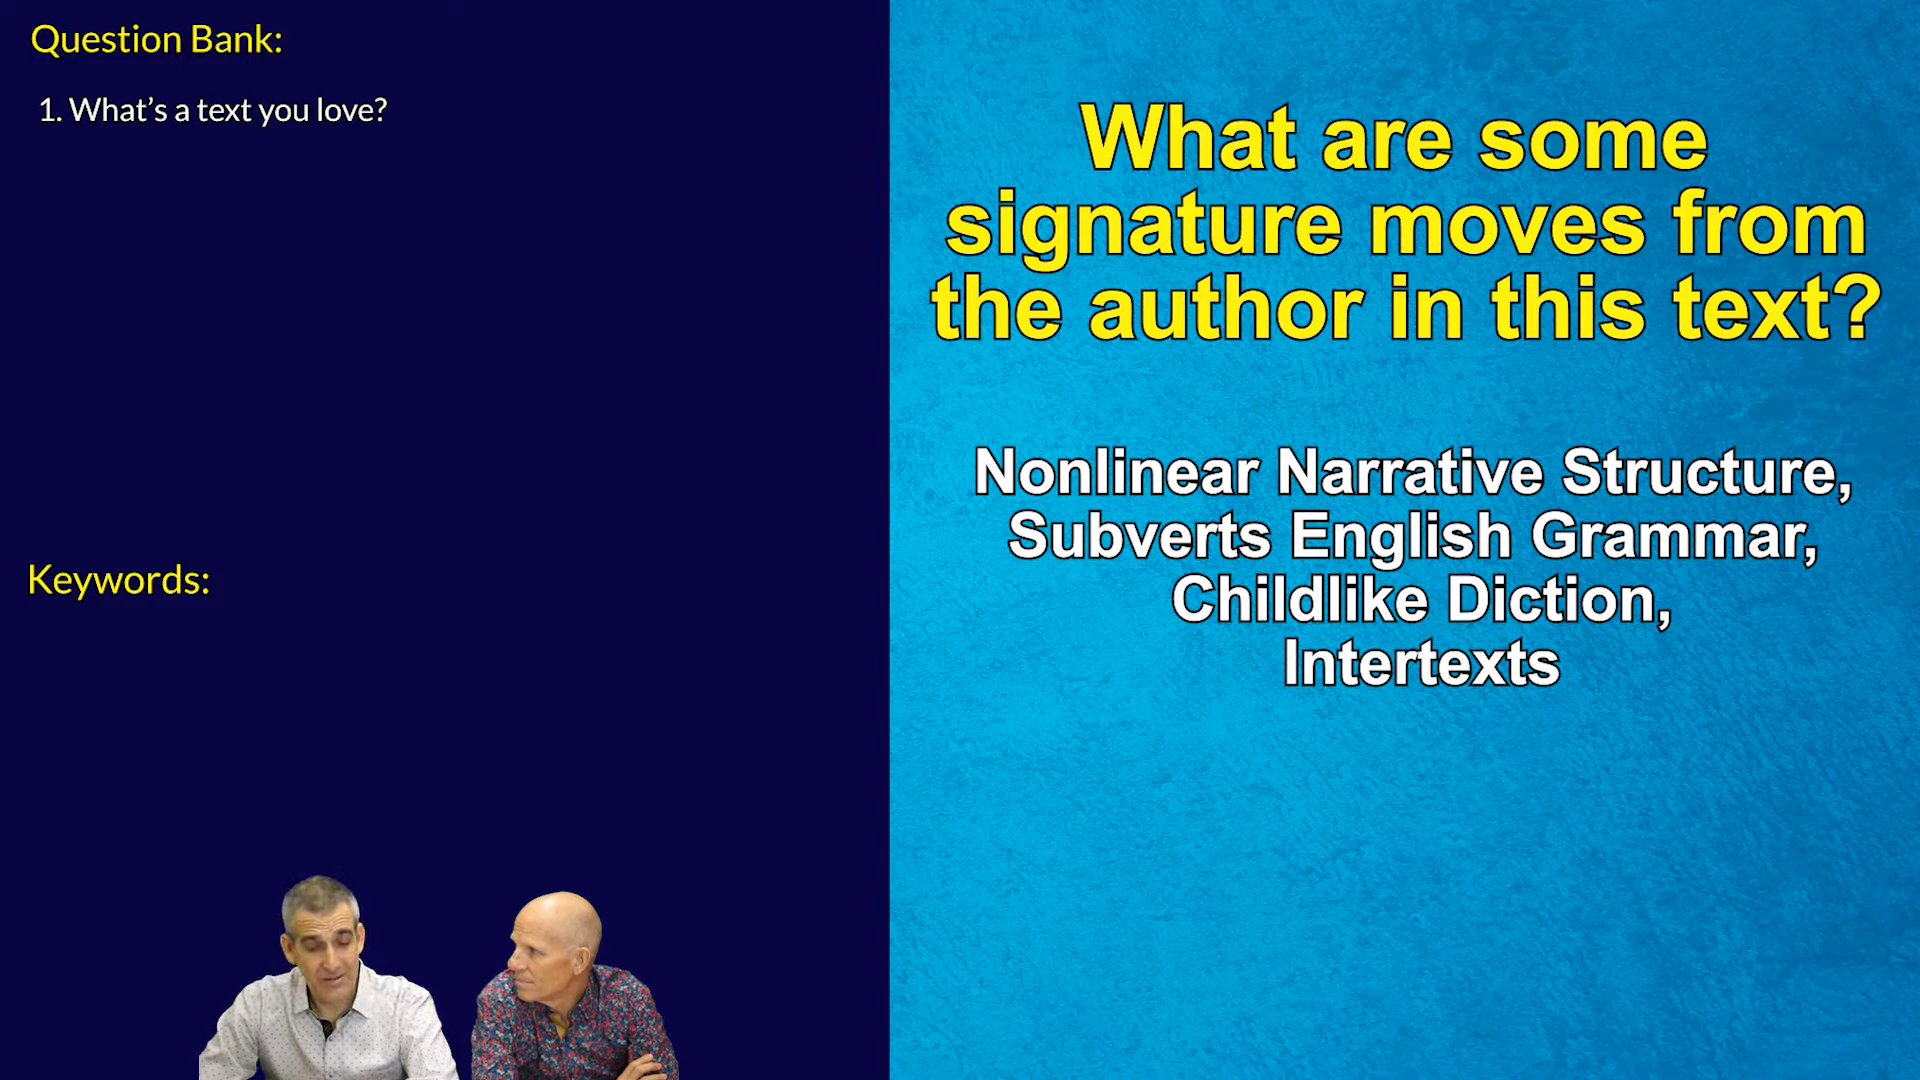 Question Bank:
1. What's a text you love?
Keywords:
What are some
signature moves from
the author in this text?
Nonlinear Narrative Structure,
Subverts English Grammar,
Childlike Diction,
Intertexts